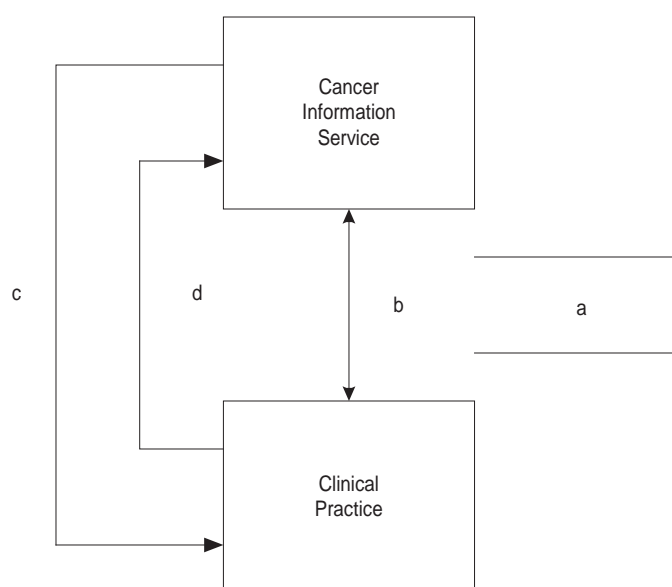 Cancer
Information
Service
c
d
b
a
Clinical
Practice